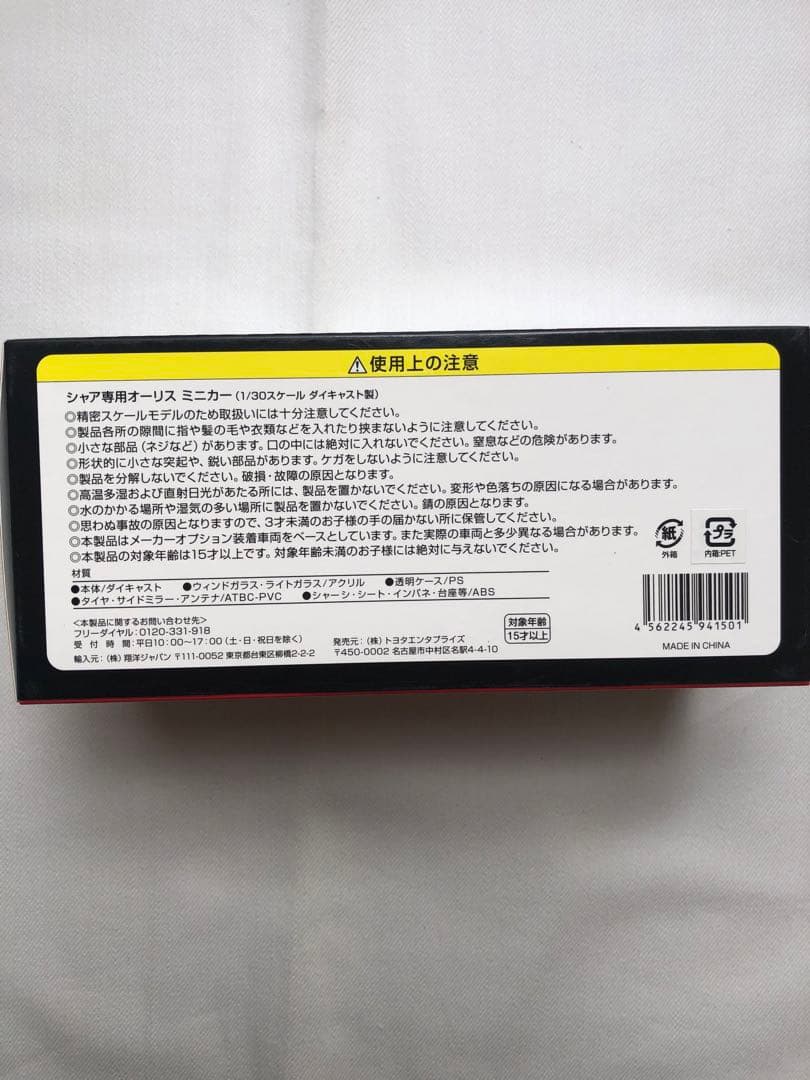 ⚠使用上の注意
シャア専用オーリス ミニカー(1/30スケール ダイキャスト製)
◎精密スケールモデルのため取扱いには十分注意してください。
◎製品各所の隙間に指や髪の毛や衣類などを入れたり挟まないように注意してください。
◎小さな部品(ネジなど)があります。口の中には絶対に入れないでください。窒息などの危険があります。
◎形状的に小さな突起や、鋭い部品があります。ケガをしないように注意してください。
◎製品を分解しないでください。破損・故障の原因となります。
◎高温多湿および直射日光があたる所には、製品を置かないでください。変形や色落ちの原因になる場合があります。
◎水のかかる場所や湿気の多い場所に製品を置かないでください。錆の原因となります。
◎思わぬ事故の原因となりますので、3才未満のお子様の手の届かない所に保管してください。
◎本製品はメーカーオプション装着車両をベースとしています。また実際の車両と多少異なる場合があります。
◎本製品の対象年齢は15才以上です。対象年齢未満のお子様には絶対に与えないでください。
材質
●本体/ダイキャスト ●ウィンドガラス・ライトガラス/アクリル ●透明ケース/PS
●タイヤ・サイドミラー・アンテナ/ATBC-PVC ●シャーシ・シート・インパネ・台座等/ABS
<本製品に関するお問い合わせ先>
フリーダイヤル:0120-331-918
受付時間:平日10:00~17:00(土・日・祝日を除く)
輸入元:(株)翔洋ジャパン 〒111-0052 東京都台東区柳橋2-2-2
発売元:(株)トヨタエンタプライズ
〒450-0002 名古屋市中村区名駅4-4-10
対象年齢
15才以上
紙
外箱
プラ
内箱:PET
4 562245 941501
MADE IN CHINA